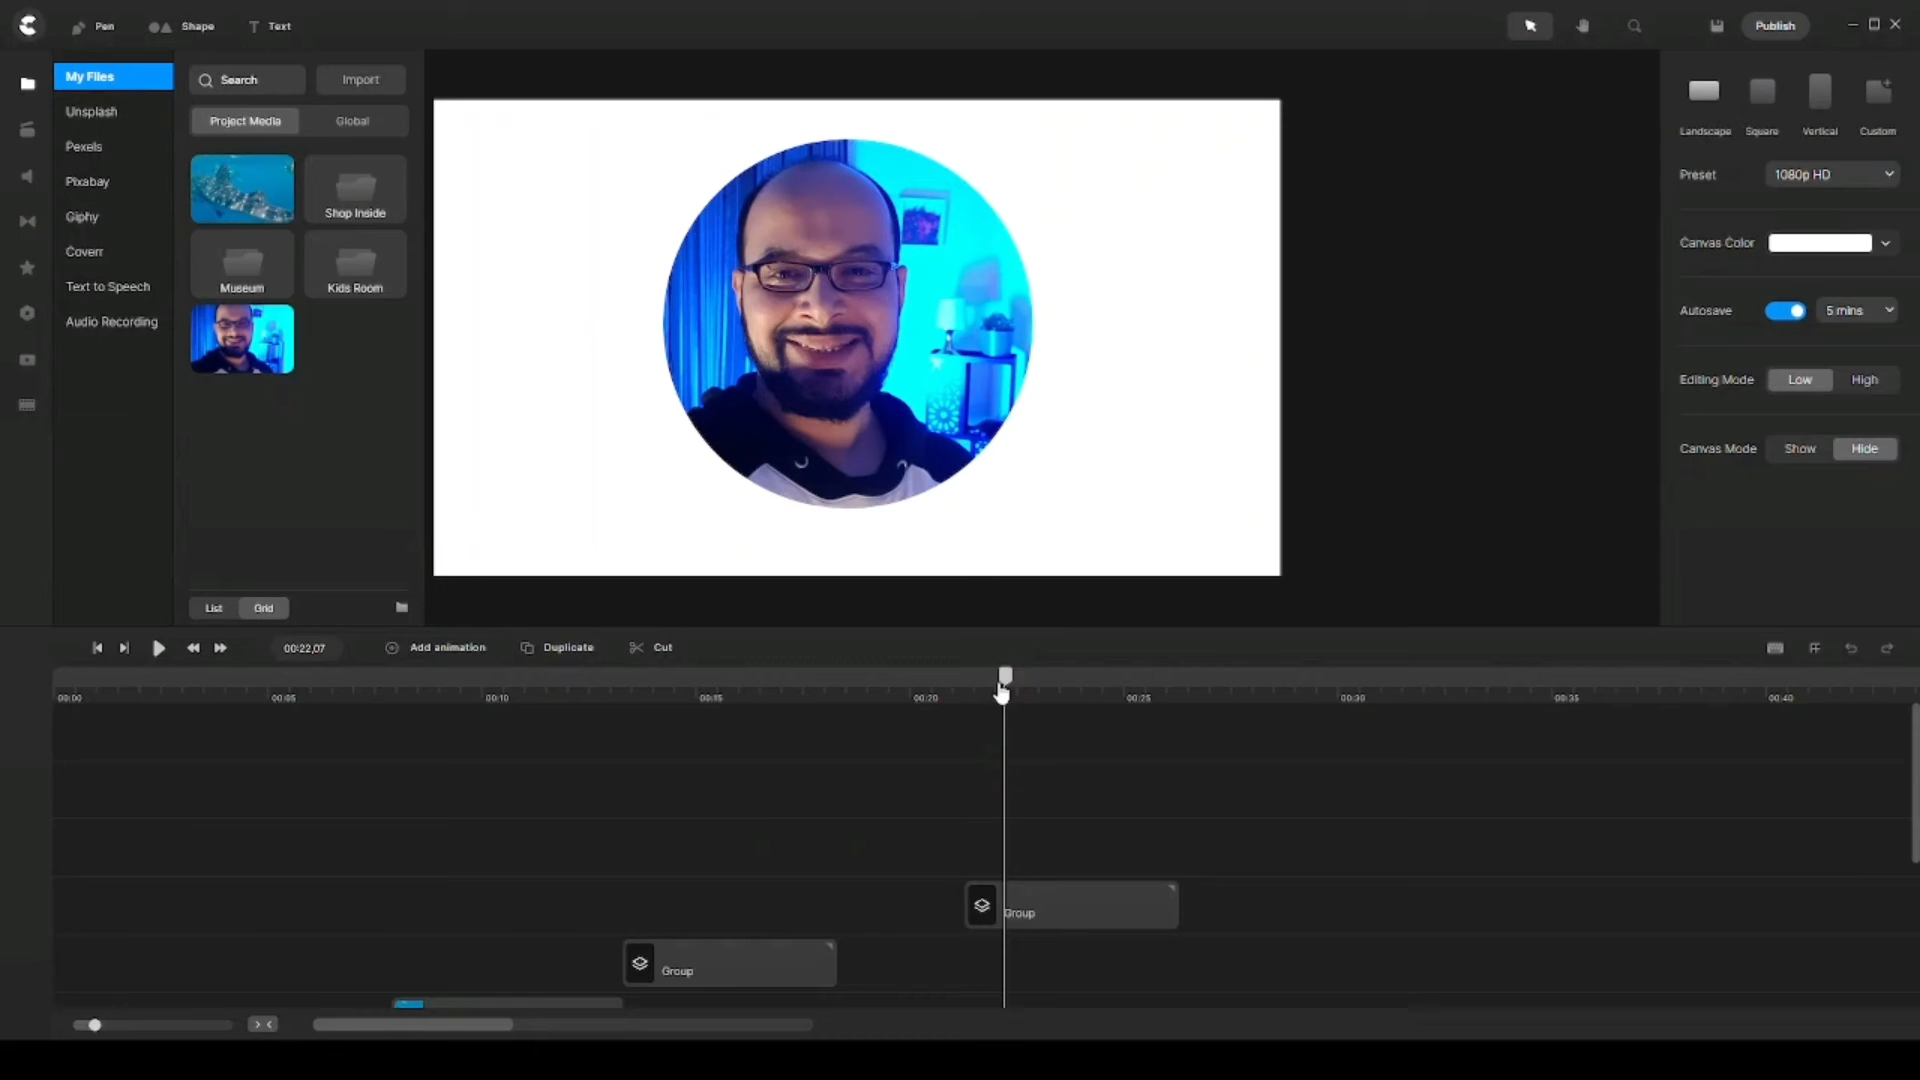 Pen Shape Text Publish
My Files
Unsplash
Pexels
Pixabay
Giphy
Coverr
Text to Speech
Audio Recording
Search Import
Project Media Global
Shop Inside
Museum Kids Room
List Grid
Landscape Square Vertical Custom
Preset 1080p HD
Canvas Color
Autosave 5 mins
Editing Mode Low High
Canvas Mode Show Hide
00:22,07 Add animation Duplicate Cut
00:00 00:05 00:10 00:15 00:20 00:25 00:30 00:35 00:40
Group
Group